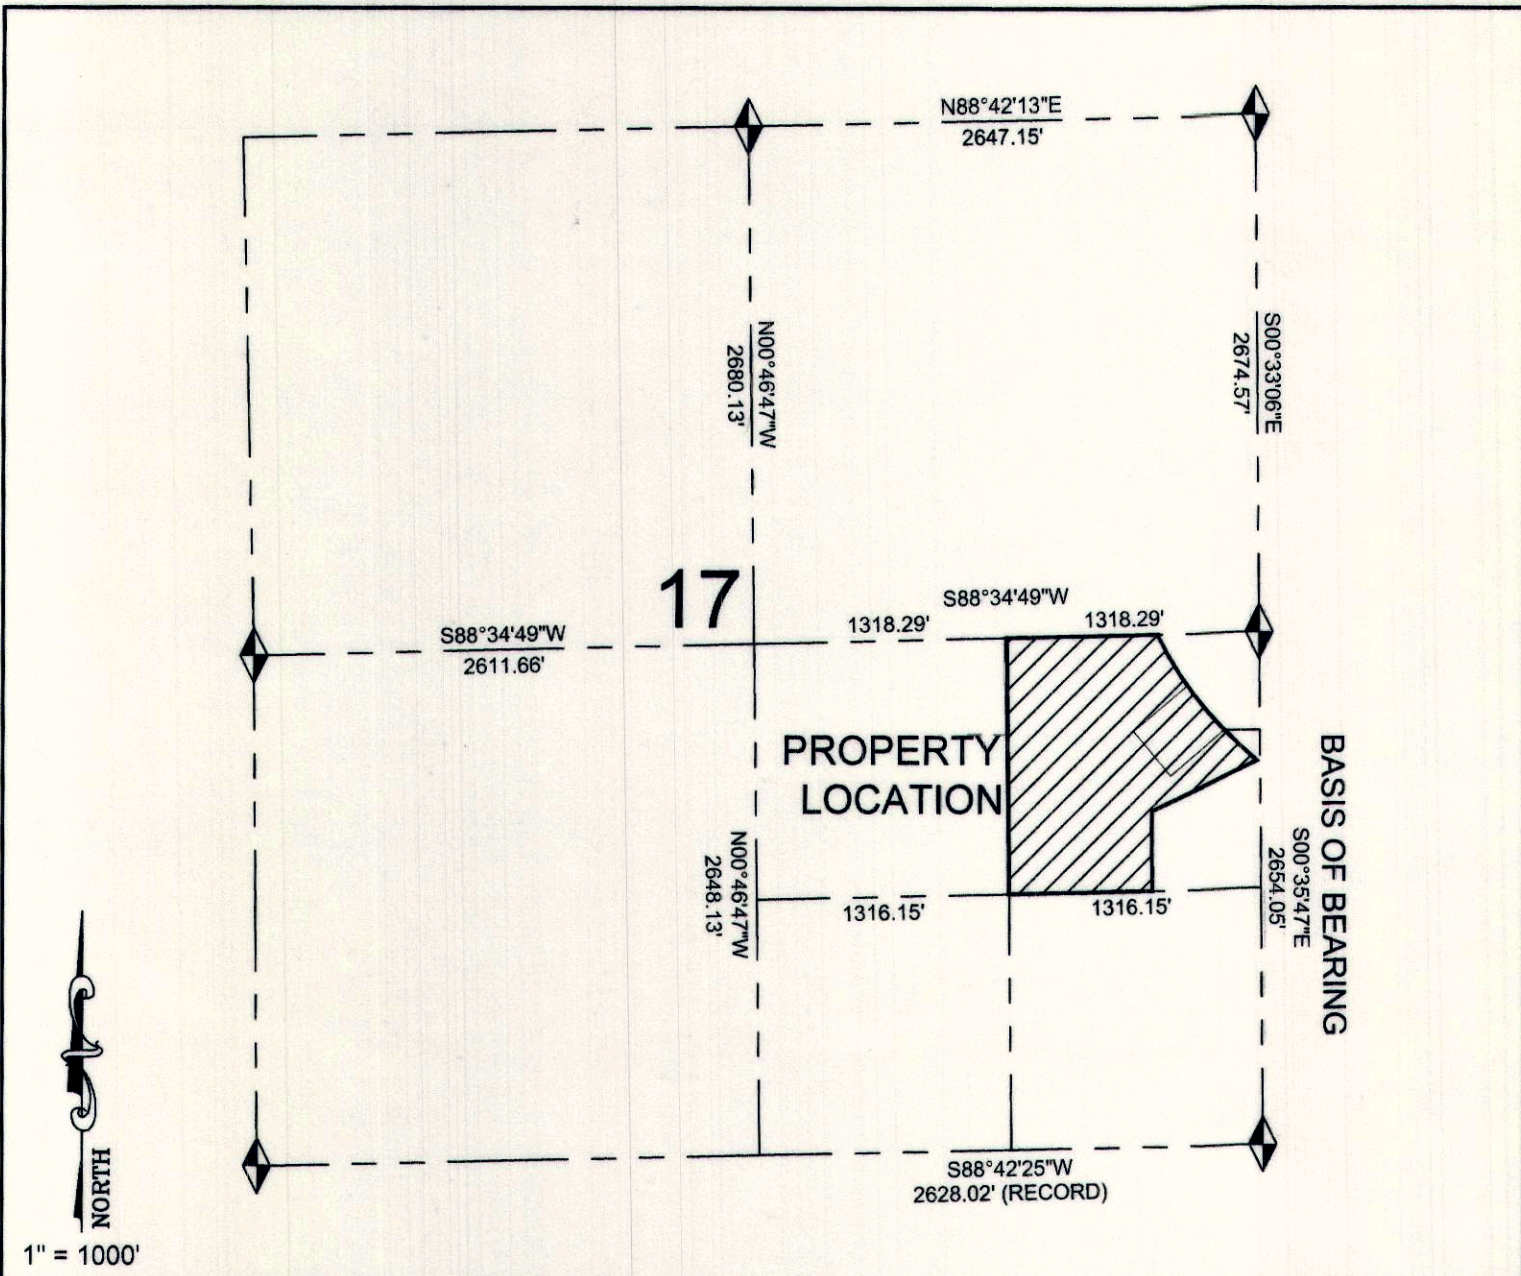 N88°42'13"E
2647.15'
N00°46'47"W
2680.13'
S00°33'06"E
2674.57'
17
S88°34'49"W
2611.66'
S88°34'49"W
1318.29'
1318.29'
PROPERTY
LOCATION
BASIS OF BEARING
S00°35'47"E
2654.05'
N00°46'47"W
2648.13'
1316.15'
1316.15'
S88°42'25"W
2628.02' (RECORD)
NORTH
1" = 1000'